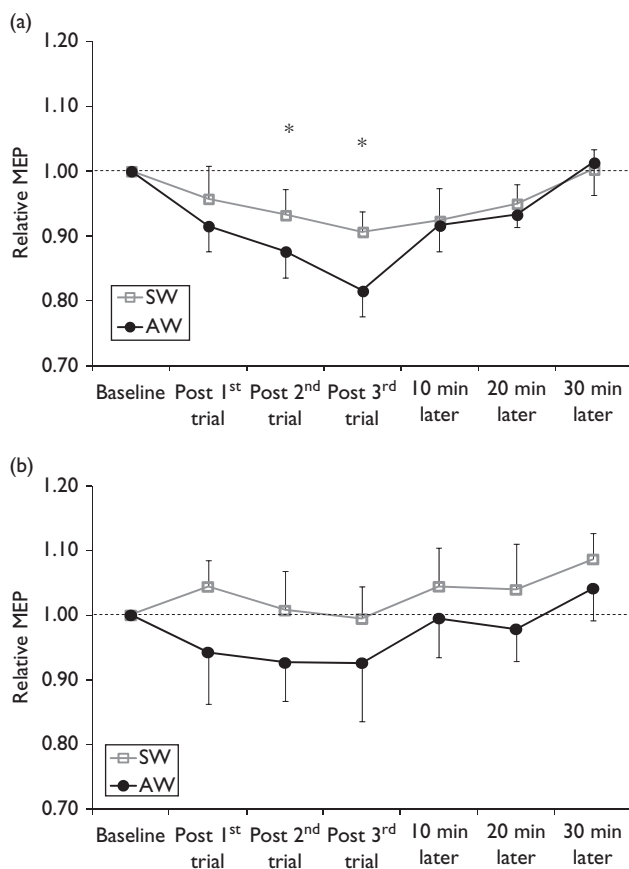 (a)
1.20
1.10
1.00
0.90
0.80
0.70
Relative MEP
* *
SW
AW
Baseline Post 1st trial Post 2nd trial Post 3rd trial 10 min later 20 min later 30 min later
(b)
1.20
1.10
1.00
0.90
0.80
0.70
Relative MEP
SW
AW
Baseline Post 1st trial Post 2nd trial Post 3rd trial 10 min later 20 min later 30 min later